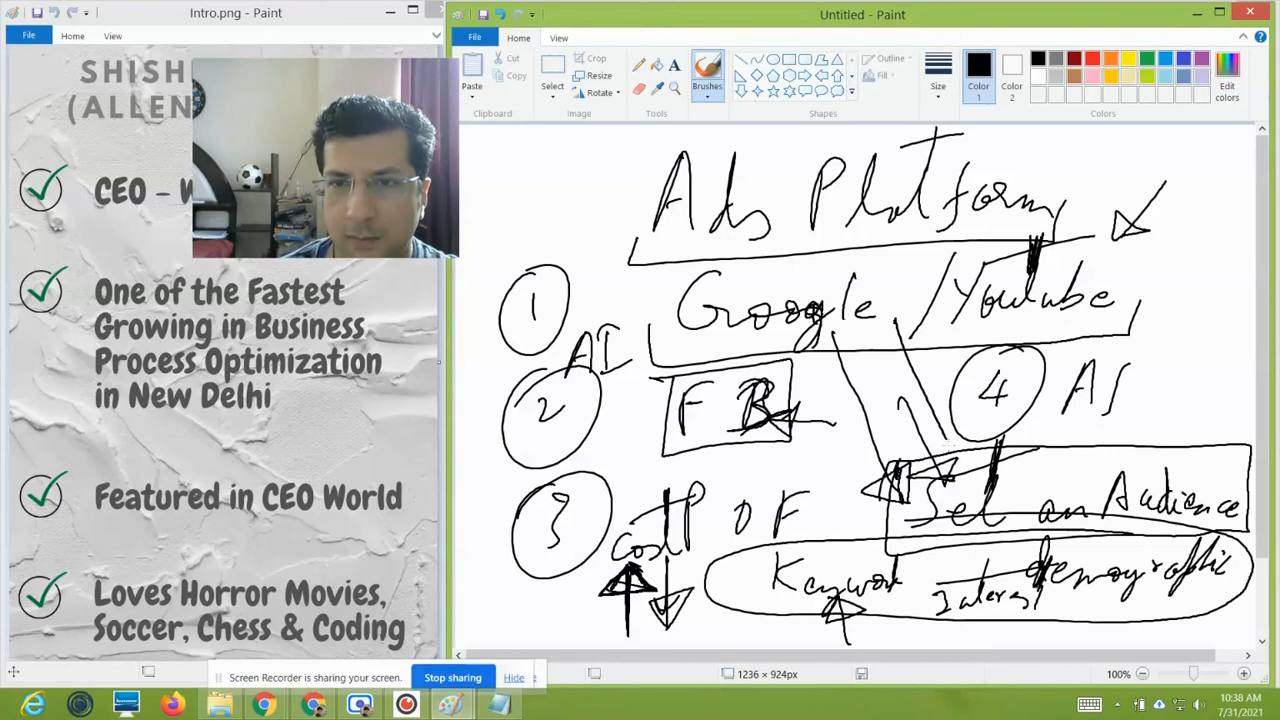 Intro.png - Paint
File Home View
SHISH
(ALLEN
CEO - W
One of the Fastest
Growing in Business
Process Optimization
in New Delhi
Featured in CEO World
Loves Horror Movies,
Soccer, Chess & Coding
Untitled - Paint
File Home View
Paste
Cut
Copy
Clipboard
Select
Crop
Resize
Rotate
Image
A
Tools
Brushes
Shapes
Outline
Fill
Size
Color
1
Color
2
Edit
colors
Colors
Ads Platform
1 Google / Youtube
AI
2 F B
4 AS
3 P O F
cost
Set an Audience
Keyword Interest demographic
Screen Recorder is sharing your screen.
Stop sharing
Hide
1236 × 924px
100%
10:38 AM
7/31/2021